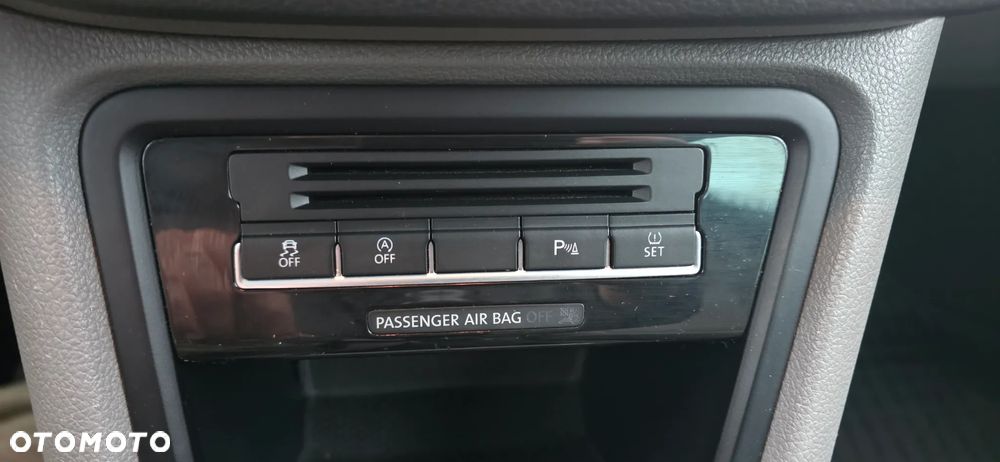 OFF
A
OFF
P
SET
PASSENGER AIR BAG OFF
OTOMOTO